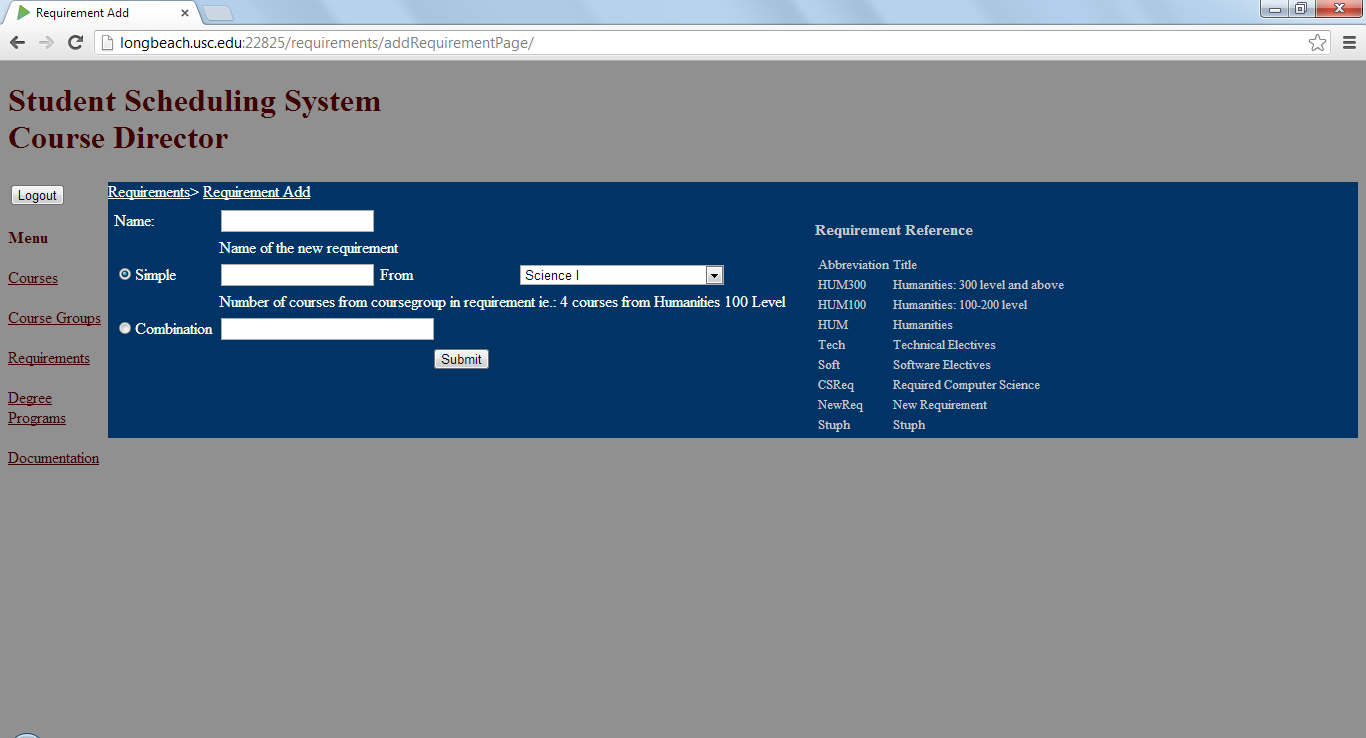 Requirement Add
longbeach.usc.edu:22825/requirements/addRequirementPage/
Student Scheduling System
Course Director
Logout
Menu
Courses
Course Groups
Requirements
Degree
Programs
Documentation
Requirements> Requirement Add
Name:
Name of the new requirement
Simple From Science I
Number of courses from coursegroup in requirement ie.: 4 courses from Humanities 100 Level
Combination
Submit
Requirement Reference
Abbreviation Title
HUM300 Humanities: 300 level and above
HUM100 Humanities: 100-200 level
HUM Humanities
Tech Technical Electives
Soft Software Electives
CSReq Required Computer Science
NewReq New Requirement
Stuph Stuph